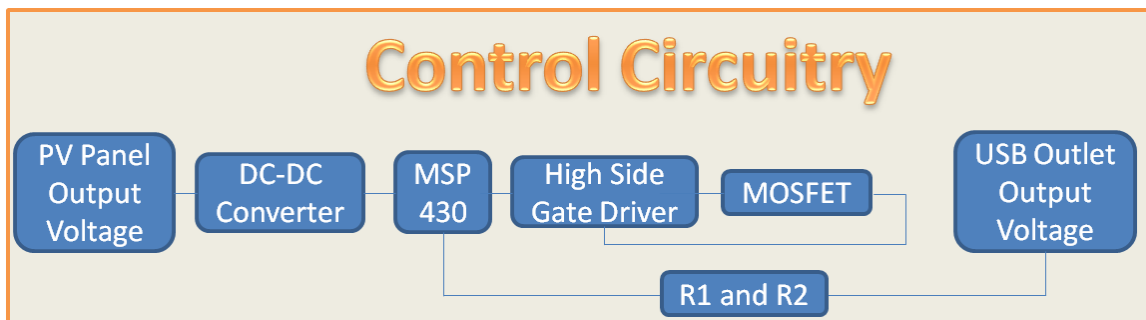 Control Circuitry
PV Panel
Output
Voltage
DC-DC
Converter
MSP
430
High Side
Gate Driver
MOSFET
USB Outlet
Output
Voltage
R1 and R2